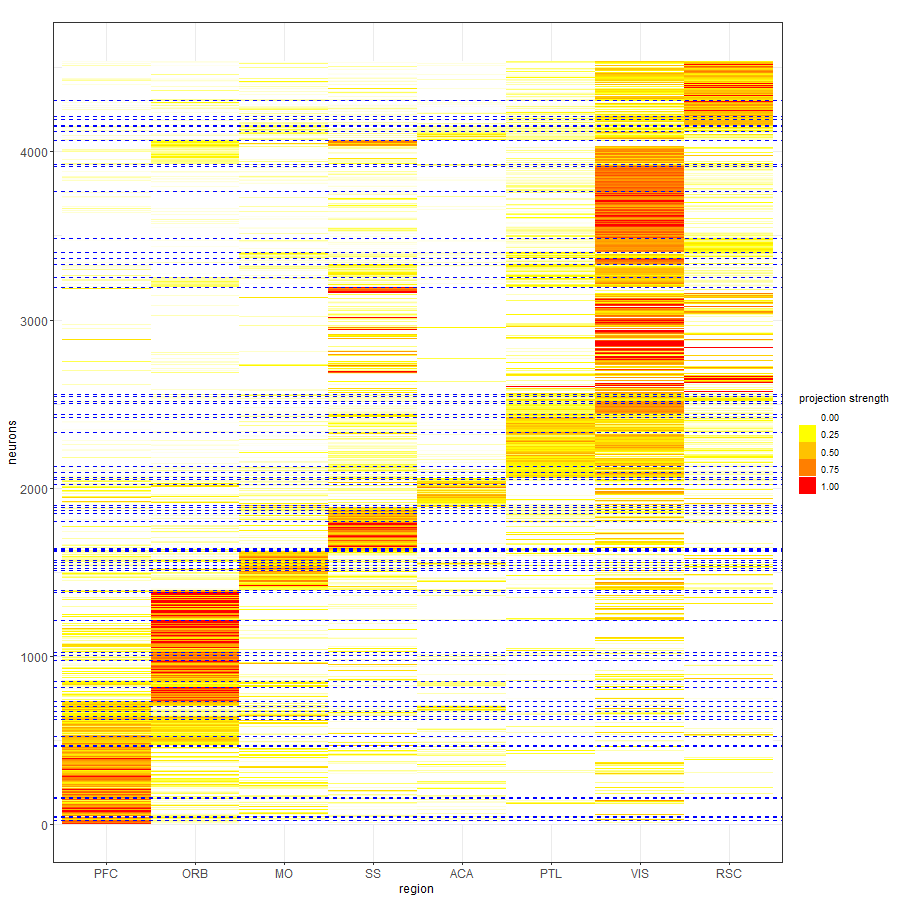 neurons
4000
3000
2000
1000
0
PFC ORB MO SS ACA PTL VIS RSC
region
projection strength
0.00
0.25
0.50
0.75
1.00